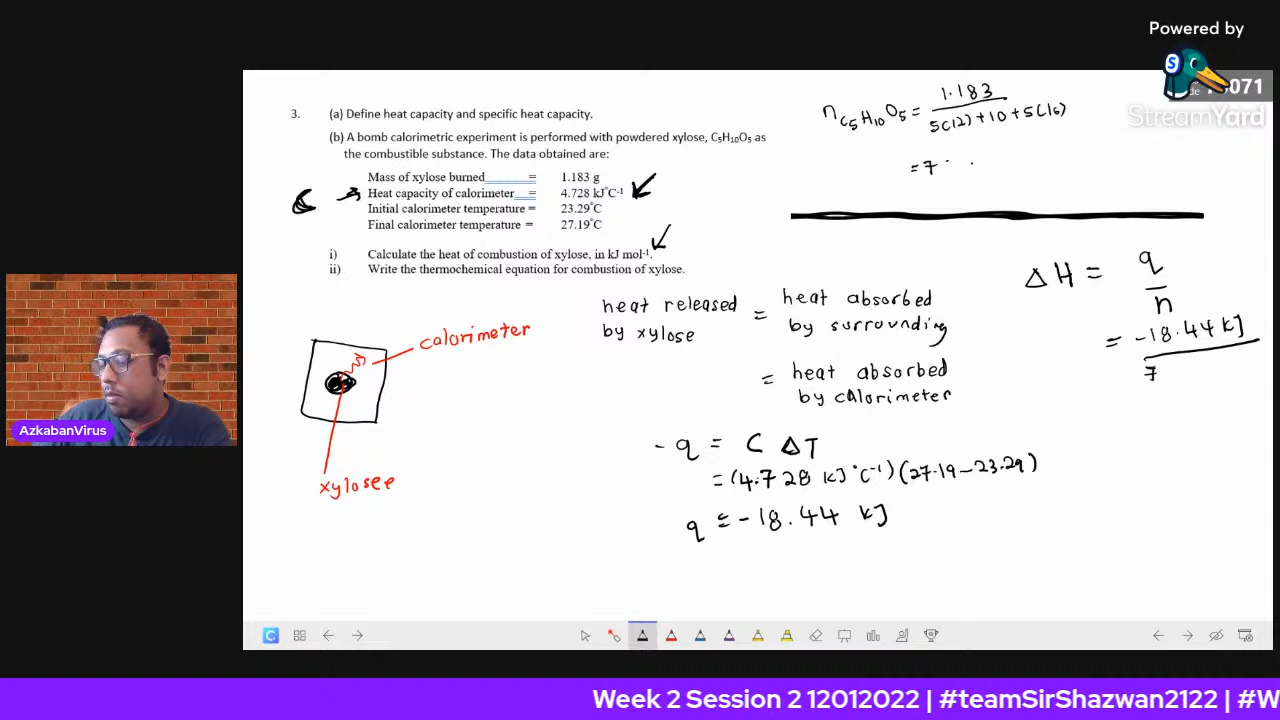 Powered by
071
StreamYard
3. (a) Define heat capacity and specific heat capacity.
(b) A bomb calorimetric experiment is performed with powdered xylose, C₅H₁₀O₅ as
the combustible substance. The data obtained are:
Mass of xylose burned = 1.183 g
Heat capacity of calorimeter = 4.728 kJ°C⁻¹
Initial calorimeter temperature = 23.29°C
Final calorimeter temperature = 27.19°C
i) Calculate the heat of combustion of xylose, in kJ mol⁻¹.
ii) Write the thermochemical equation for combustion of xylose.
n C₅H₁₀O₅ = 1.183
5(12)+10+5(16)
= 7 . .
calorimeter
xylosee
heat released = heat absorbed
by xylose by surrounding
= heat absorbed
by calorimeter
- q = C ΔT
= (4.728 kJ °C⁻¹)(27.19-23.29)
q = -18.44 kJ
ΔH = q
n
= -18.44 kJ
7
AzkabanVirus
Week 2 Session 2 12012022 | #teamSirShazwan2122 | #W